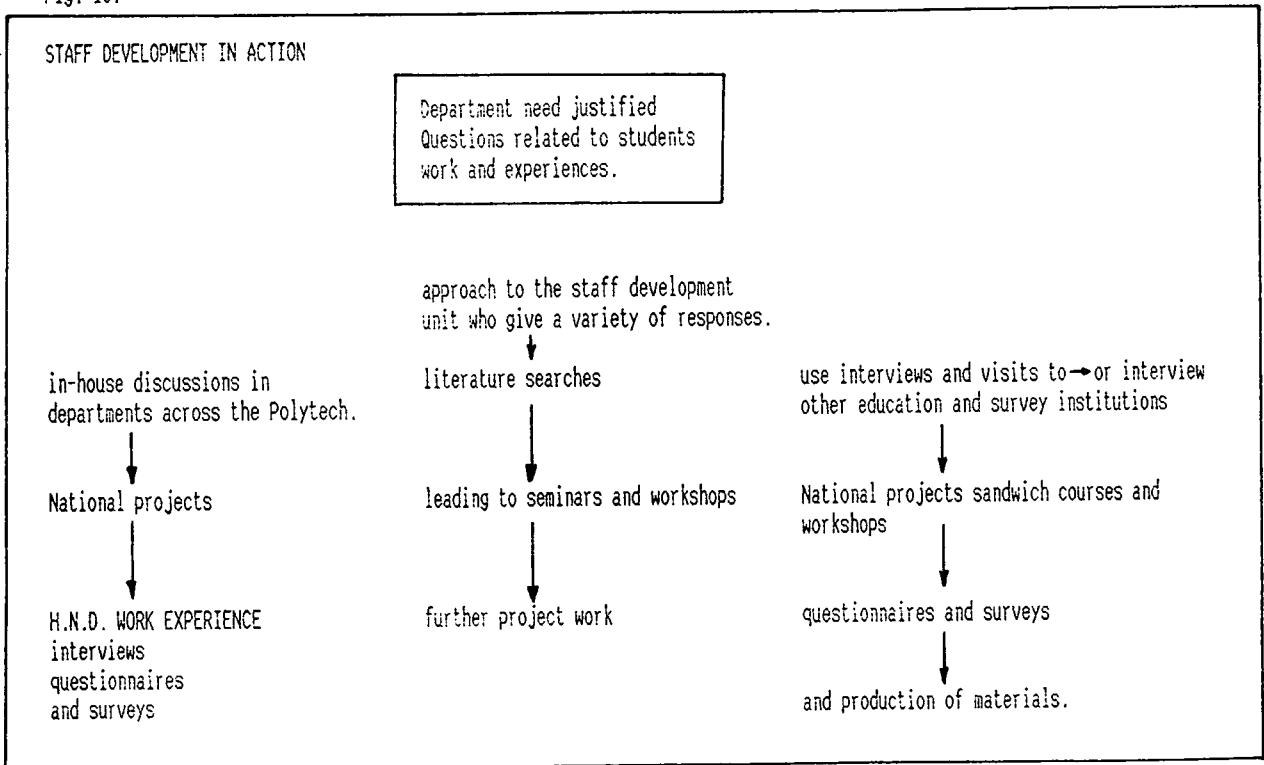 STAFF DEVELOPMENT IN ACTION
Department need justified
Questions related to students
work and experiences.
approach to the staff development
unit who give a variety of responses.
in-house discussions in
departments across the Polytech.
National projects
H.N.D. WORK EXPERIENCE
interviews
questionnaires
and surveys
literature searches
leading to seminars and workshops
further project work
use interviews and visits to→or interview
other education and survey institutions
National projects sandwich courses and
workshops
questionnaires and surveys
and production of materials.